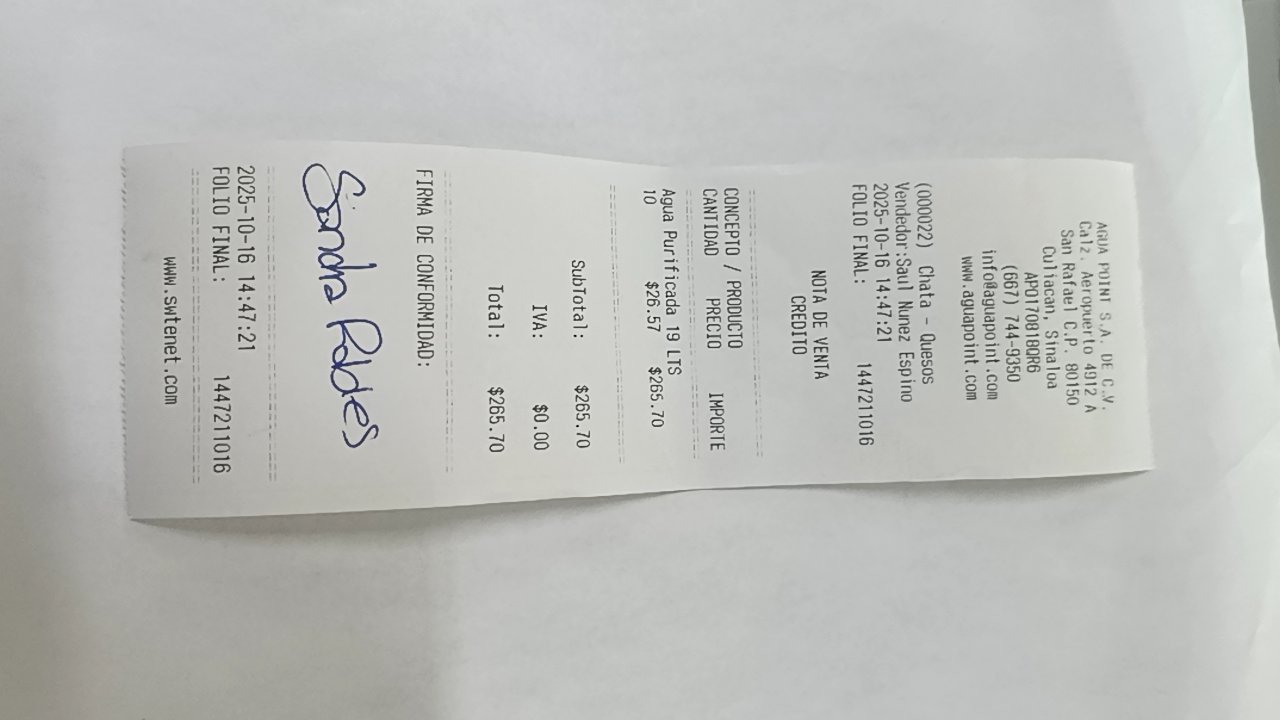 AGUA POINT S.A. DE C.V.
Calz. Aeropuerto 4912 A
San Rafael C.P. 80150
Culiacan, Sinaloa
APO170818QR6
(667) 744-9350
info@aguapoint.com
www.aguapoint.com
(000022) Chata - Quesos
Vendedor:Saul Nunez Espino
2025-10-16 14:47:21
FOLIO FINAL: 1447211016
NOTA DE VENTA
CREDITO
CONCEPTO / PRODUCTO
CANTIDAD PRECIO IMPORTE
Agua Purificada 19 LTS
10 $26.57 $265.70
SubTotal: $265.70
IVA: $0.00
Total: $265.70
FIRMA DE CONFORMIDAD:
Sandra
2025-10-16 14:47:21
FOLIO FINAL: 1447211016
www.swtenet.com